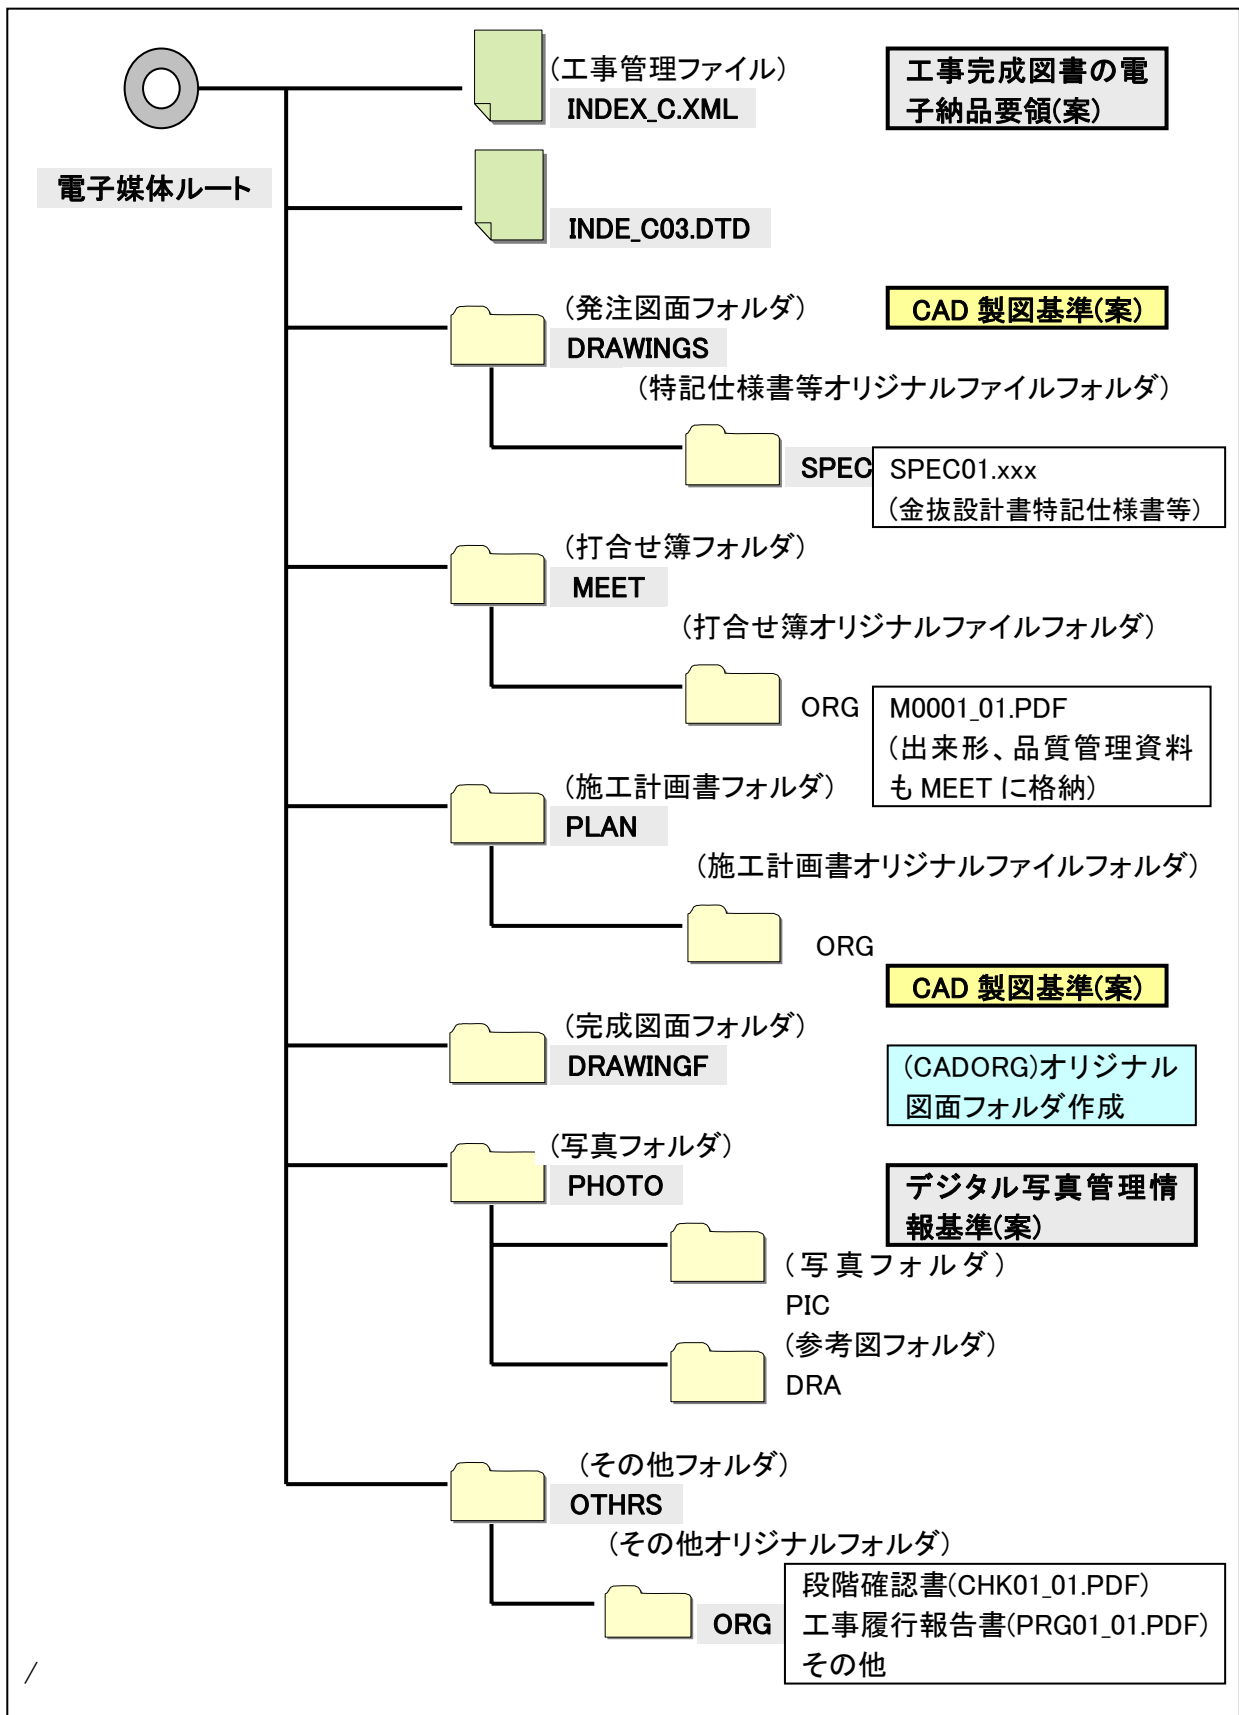 (工事管理ファイル)
INDEX_C.XML
工事完成図書の電
子納品要領(案)
電子媒体ルート
INDE_C03.DTD
(発注図面フォルダ)
DRAWINGS
CAD 製図基準(案)
(特記仕様書等オリジナルファイルフォルダ)
SPEC
SPEC01.xxx
(金抜設計書特記仕様書等)
(打合せ簿フォルダ)
MEET
(打合せ簿オリジナルファイルフォルダ)
ORG
M0001_01.PDF
(出来形、品質管理資料
も MEET に格納)
(施工計画書フォルダ)
PLAN
(施工計画書オリジナルファイルフォルダ)
ORG
CAD 製図基準(案)
(完成図面フォルダ)
DRAWINGF
(CADORG)オリジナル
図面フォルダ作成
(写真フォルダ)
PHOTO
デジタル写真管理情
報基準(案)
(写真フォルダ)
PIC
(参考図フォルダ)
DRA
(その他フォルダ)
OTHRS
(その他オリジナルフォルダ)
ORG
段階確認書(CHK01_01.PDF)
工事履行報告書(PRG01_01.PDF)
その他
/